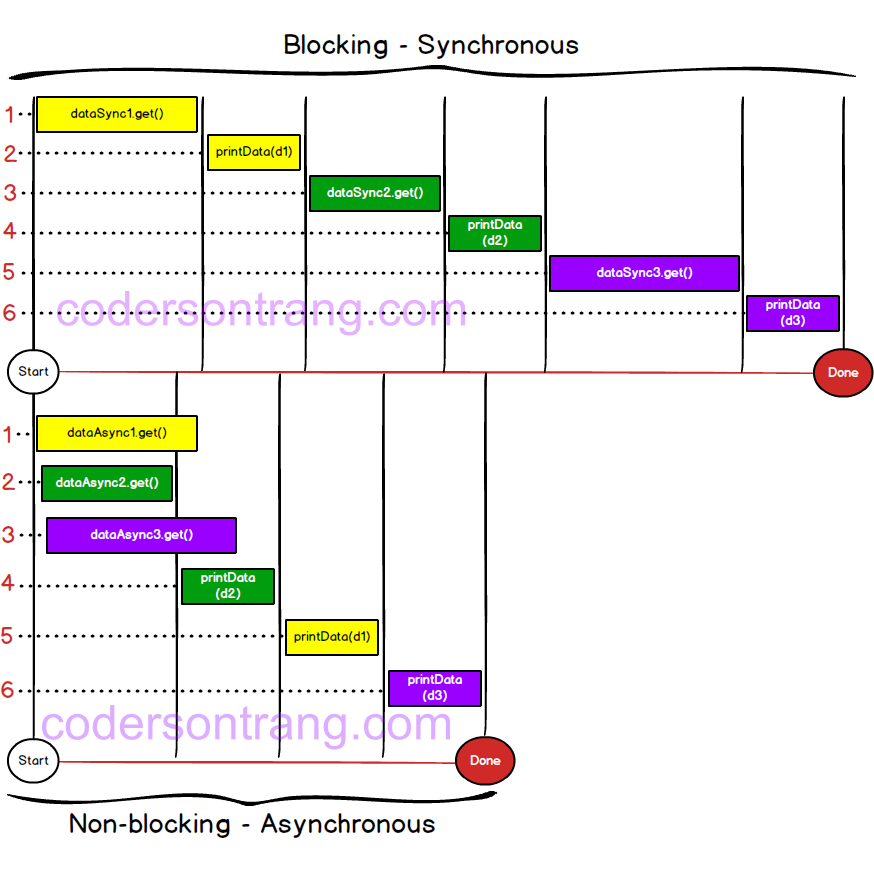 Blocking - Synchronous
1
dataSync1.get()
2
printData(d1)
3
dataSync2.get()
4
printData
(d2)
5
dataSync3.get()
6
printData
(d3)
codersontrang.com
Start
Done
1
dataAsync1.get()
2
dataAsync2.get()
3
dataAsync3.get()
4
printData
(d2)
5
printData(d1)
6
printData
(d3)
codersontrang.com
Start
Done
Non-blocking - Asynchronous